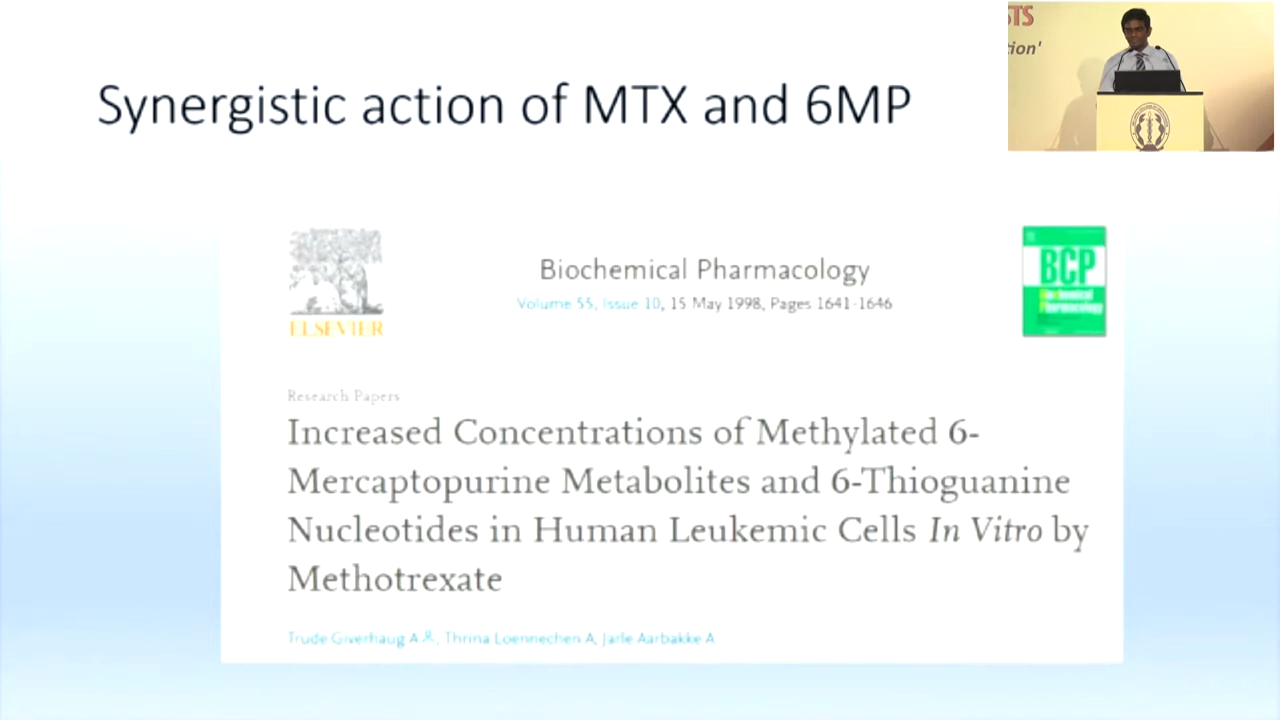 Synergistic action of MTX and 6MP
STS
tion'
ELSEVIER
Biochemical Pharmacology
Volume 55, Issue 10, 15 May 1998, Pages 1641-1646
BCP
Research Papers
Increased Concentrations of Methylated 6-
Mercaptopurine Metabolites and 6-Thioguanine
Nucleotides in Human Leukemic Cells In Vitro by
Methotrexate
Trude Giverhaug A, Thrina Loennechen A, Jarle Aarbakke A